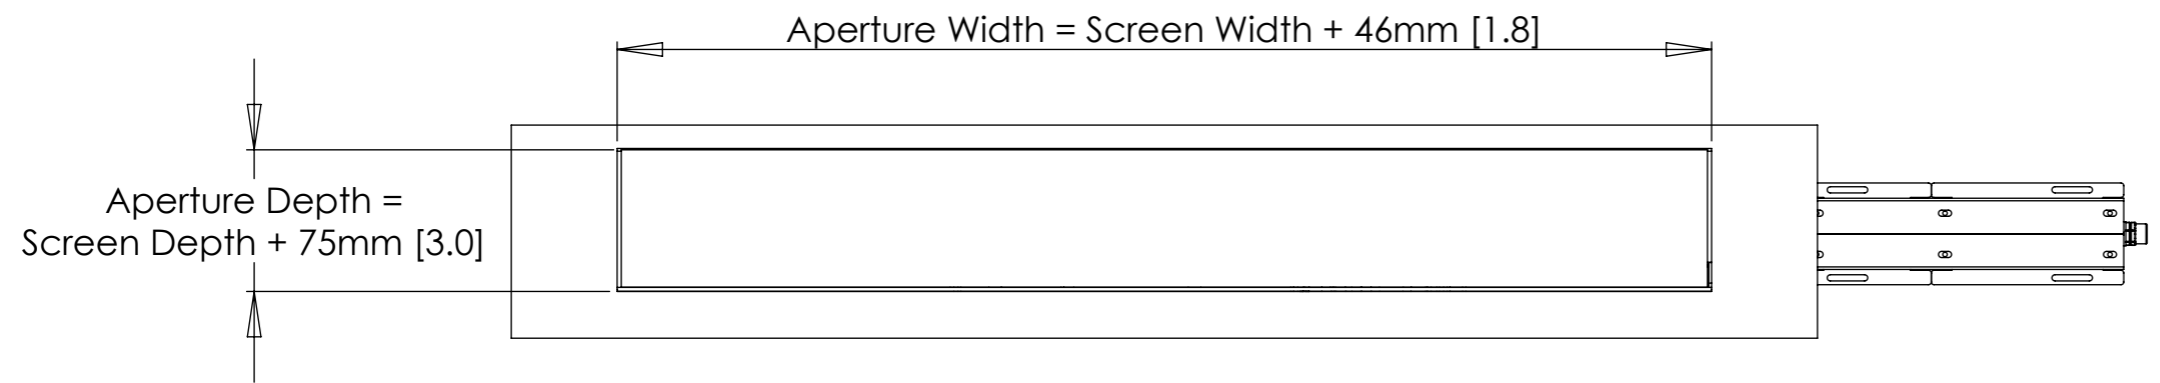 Aperture Width = Screen Width + 46mm [1.8]
Aperture Depth =
Screen Depth + 75mm [3.0]